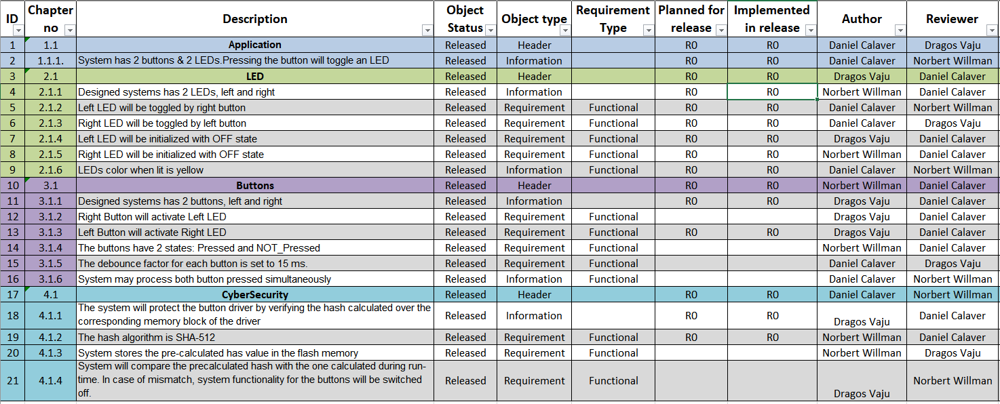 ID Chapter no Description Object Status Object type Requirement Type Planned for release Implemented in release Author Reviewer
1 1.1 Application Released Header R0 R0 Daniel Calaver Dragos Vaju
2 1.1.1. System has 2 buttons & 2 LEDs.Pressing the button will toggle an LED Released Information R0 R0 Daniel Calaver Norbert Willman
3 2.1 LED Released Header R0 R0 Dragos Vaju Daniel Calaver
4 2.1.1 Designed systems has 2 LEDs, left and right Released Information R0 R0 Norbert Willman Daniel Calaver
5 2.1.2 Left LED will be toggled by right button Released Requirement Functional R0 R0 Daniel Calaver Norbert Willman
6 2.1.3 Right LED will be toggled by left button Released Requirement Functional R0 R0 Daniel Calaver Dragos Vaju
7 2.1.4 Left LED will be initialized with OFF state Released Requirement Functional R0 R0 Dragos Vaju Daniel Calaver
8 2.1.5 Right LED will be initialized with OFF state Released Requirement Functional R0 R0 Norbert Willman Daniel Calaver
9 2.1.6 LEDs color when lit is yellow Released Information Functional R0 R0 Daniel Calaver Norbert Willman
10 3.1 Buttons Released Header R0 R0 Norbert Willman Daniel Calaver
11 3.1.1 Designed systems has 2 buttons, left and right Released Information R0 R0 Dragos Vaju Daniel Calaver
12 3.1.2 Right Button will activate Left LED Released Requirement Functional Dragos Vaju Daniel Calaver
13 3.1.3 Left Button will activate Right LED Released Requirement Functional R0 R0 Dragos Vaju Daniel Calaver
14 3.1.4 The buttons have 2 states: Pressed and NOT_Pressed Released Requirement Functional Norbert Willman Daniel Calaver
15 3.1.5 The debounce factor for each button is set to 15 ms. Released Requirement Functional Daniel Calaver Dragos Vaju
16 3.1.6 System may process both button pressed simultaneously Released Information Functional Daniel Calaver Norbert Willman
17 4.1 CyberSecurity Released Header R0 R0 Daniel Calaver Norbert Willman
18 4.1.1 The system will protect the button driver by verifying the hash calculated over the
corresponding memory block of the driver Released Information R0 R0 Dragos Vaju Daniel Calaver
19 4.1.2 The hash algorithm is SHA-512 Released Requirement Functional R0 R0 Norbert Willman Daniel Calaver
20 4.1.3 System stores the pre-calculated has value in the flash memory Released Requirement Functional Norbert Willman Dragos Vaju
21 4.1.4 System will compare the precalculated hash with the one calculated during run-
time. In case of mismatch, system functionality for the buttons will be switched
off. Released Requirement Functional Dragos Vaju Norbert Willman